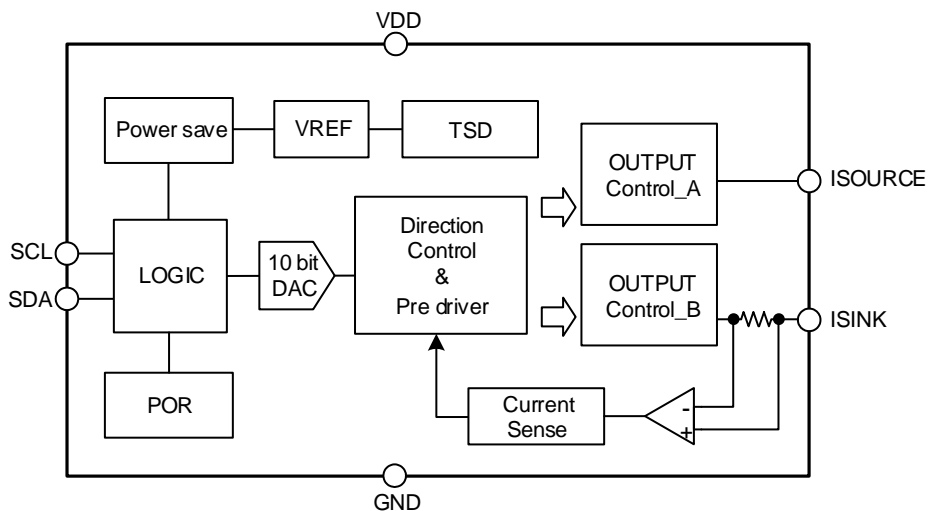 VDD
Power save
VREF
TSD
OUTPUT
Control_A
ISOURCE
SCL
SDA
LOGIC
10 bit
DAC
Direction
Control
&
Pre driver
OUTPUT
Control_B
ISINK
POR
Current
Sense
-
+
GND